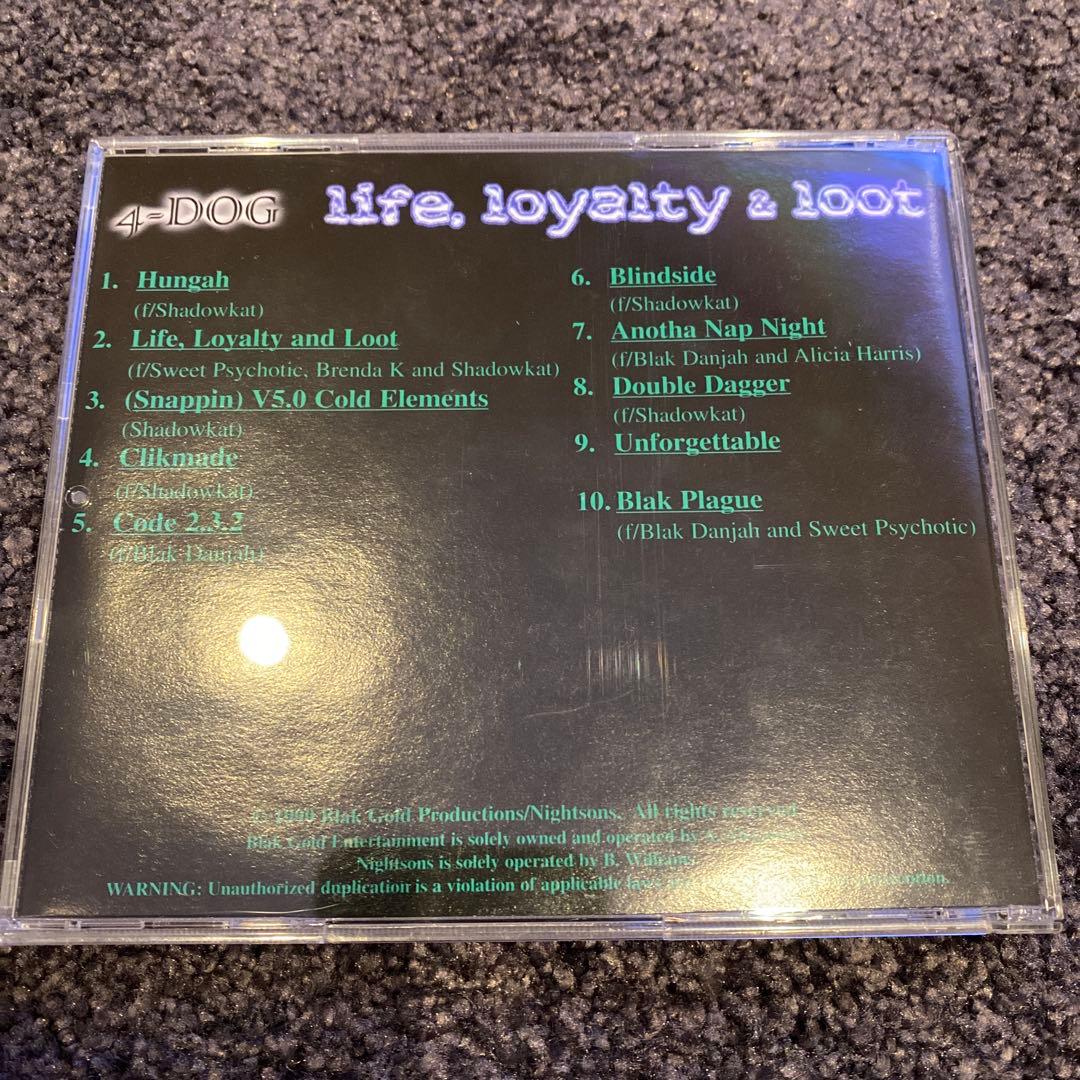 4-DOG life, loyalty & loot
1. Hungah
(f/Shadowkat)
2. Life, Loyalty and Loot
(f/Sweet Psychotic, Brenda K and Shadowkat)
3. (Snappin) V5.0 Cold Elements
(Shadowkat)
4. Clikmade
(f/Shadowkat)
5. Code 2.3.2
(f/Blak Danjah)
6. Blindside
(f/Shadowkat)
7. Anotha Nap Night
(f/Blak Danjah and Alicia Harris)
8. Double Dagger
(f/Shadowkat)
9. Unforgettable
10. Blak Plague
(f/Blak Danjah and Sweet Psychotic)
© 1999 Blak Gold Productions/Nightsons. All rights reserved.
Blak Gold Entertainment is solely owned and operated by
Nightsons is solely operated by B. Williams.
WARNING: Unauthorized duplication is a violation of applicable laws